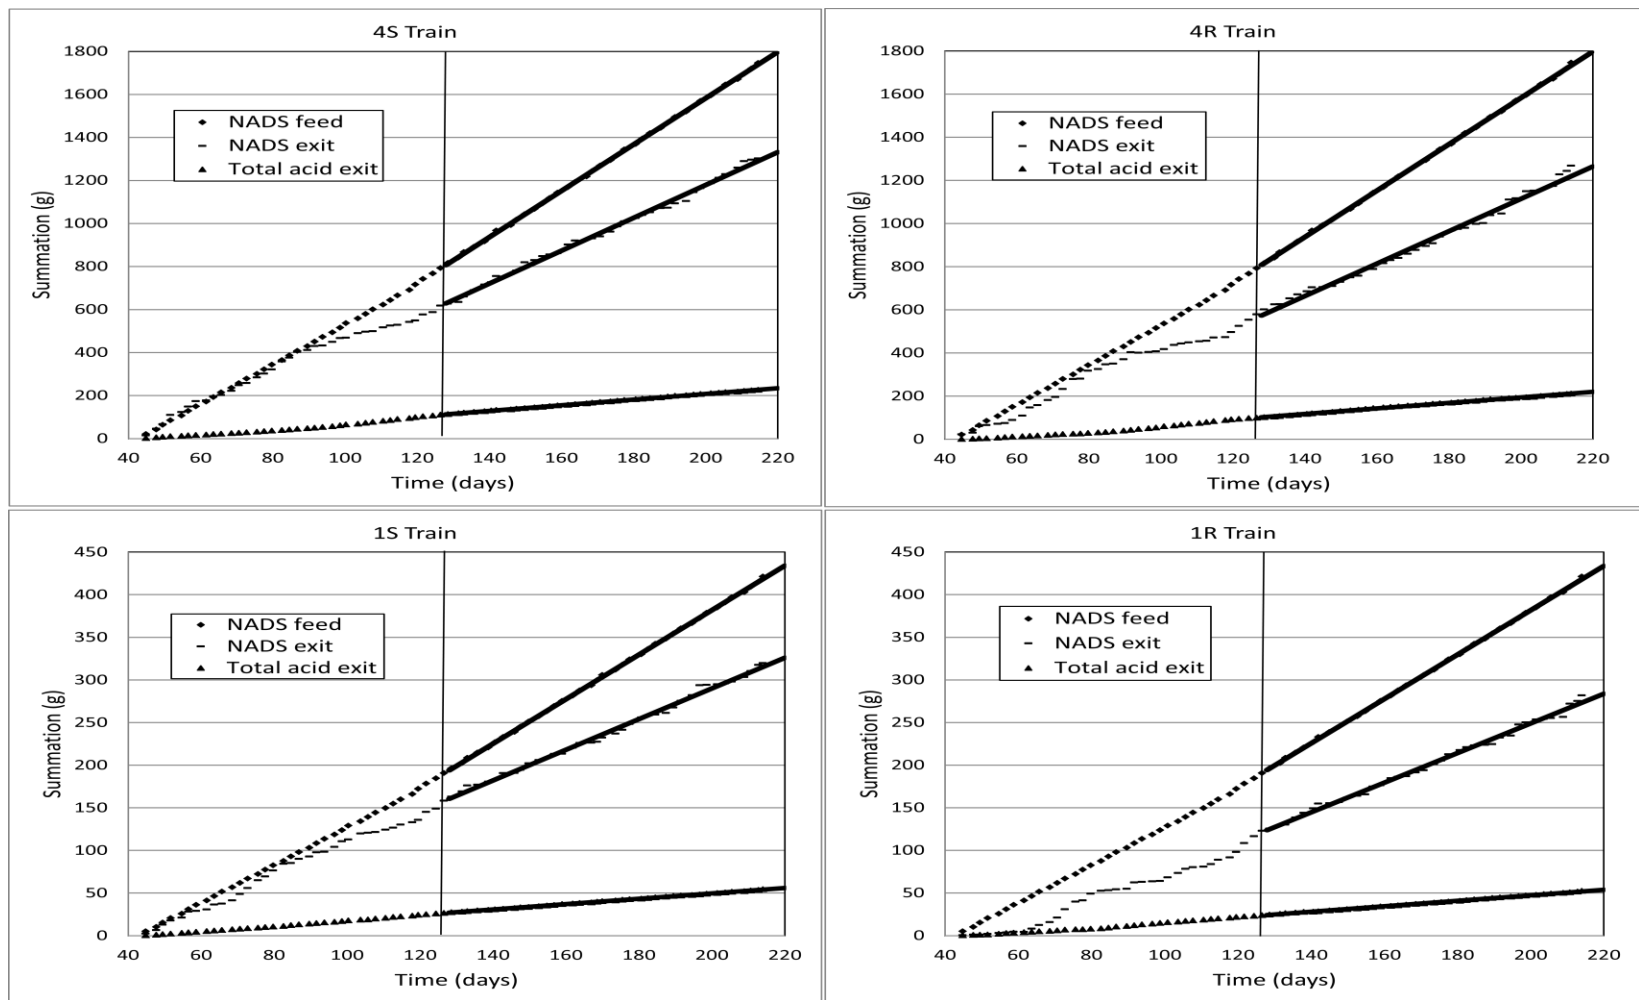 4S Train
1800
1600
1400
1200
1000
800
600
400
200
0
Summation (g)
NADS feed
NADS exit
Total acid exit
40 60 80 100 120 140 160 180 200 220
Time (days)
4R Train
1800
1600
1400
1200
1000
800
600
400
200
0
Summation (g)
NADS feed
NADS exit
Total acid exit
40 60 80 100 120 140 160 180 200 220
Time (days)
1S Train
450
400
350
300
250
200
150
100
50
0
Summation (g)
NADS feed
NADS exit
Total acid exit
40 60 80 100 120 140 160 180 200 220
Time (days)
1R Train
450
400
350
300
250
200
150
100
50
0
Summation (g)
NADS feed
NADS exit
Total acid exit
40 60 80 100 120 140 160 180 200 220
Time (days)